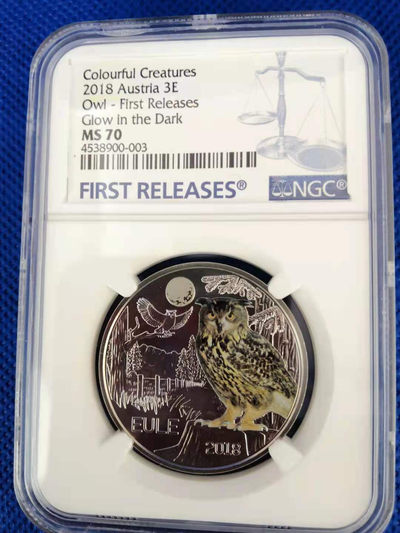 Colourful Creatures
2018 Austria 3E
Owl - First Releases
Glow in the Dark
MS 70
4538900-003
FIRST RELEASES®
NGC®
EULE
2018